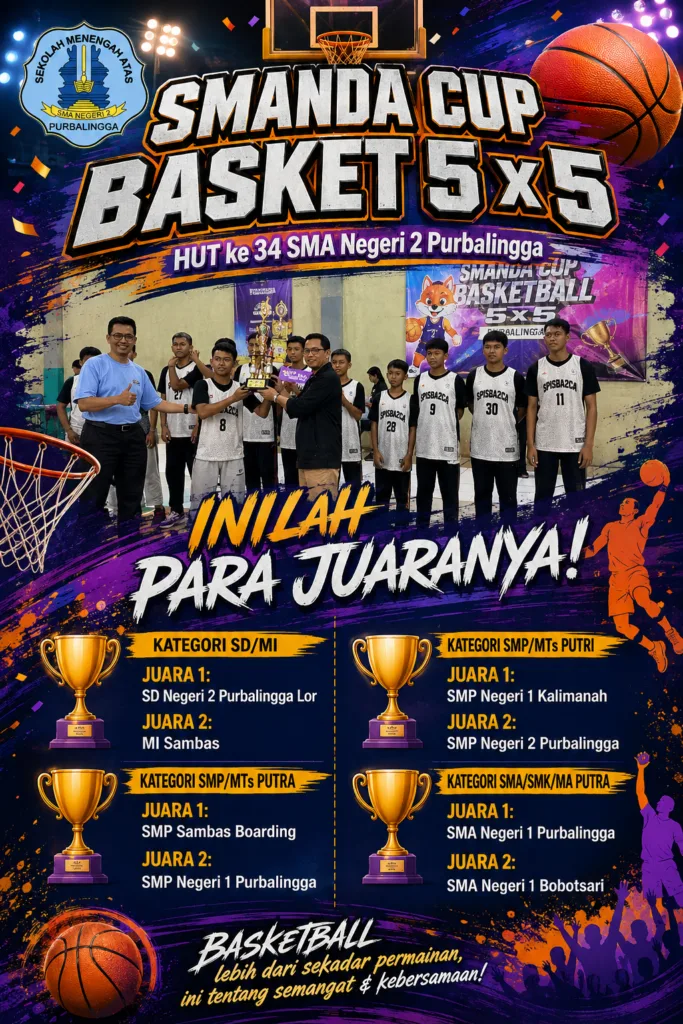 SEKOLAH MENENGAH ATAS
SMA NEGERI 2
PURBALINGGA
SMANDA CUP
BASKET 5 x 5
HUT ke 34 SMA Negeri 2 Purbalingga
SMANDA CUP
BASKETBALL
5x5
PURBALINGGA
27
8
SPISBA2CA
28
SPISBA2CA
9
SPISBA2CA
30
SPISBA2CA
11
INILAH
PARA JUARANYA!
KATEGORI SD/MI
JUARA 1:
SD Negeri 2 Purbalingga Lor
JUARA 2:
MI Sambas
KATEGORI SMP/MTs PUTRI
JUARA 1:
SMP Negeri 1 Kalimanah
JUARA 2:
SMP Negeri 2 Purbalingga
KATEGORI SMP/MTs PUTRA
JUARA 1:
SMP Sambas Boarding
JUARA 2:
SMP Negeri 1 Purbalingga
KATEGORI SMA/SMK/MA PUTRA
JUARA 1:
SMA Negeri 1 Purbalingga
JUARA 2:
SMA Negeri 1 Bobotsari
BASKETBALL
lebih dari sekadar permainan,
ini tentang semangat & kebersamaan!